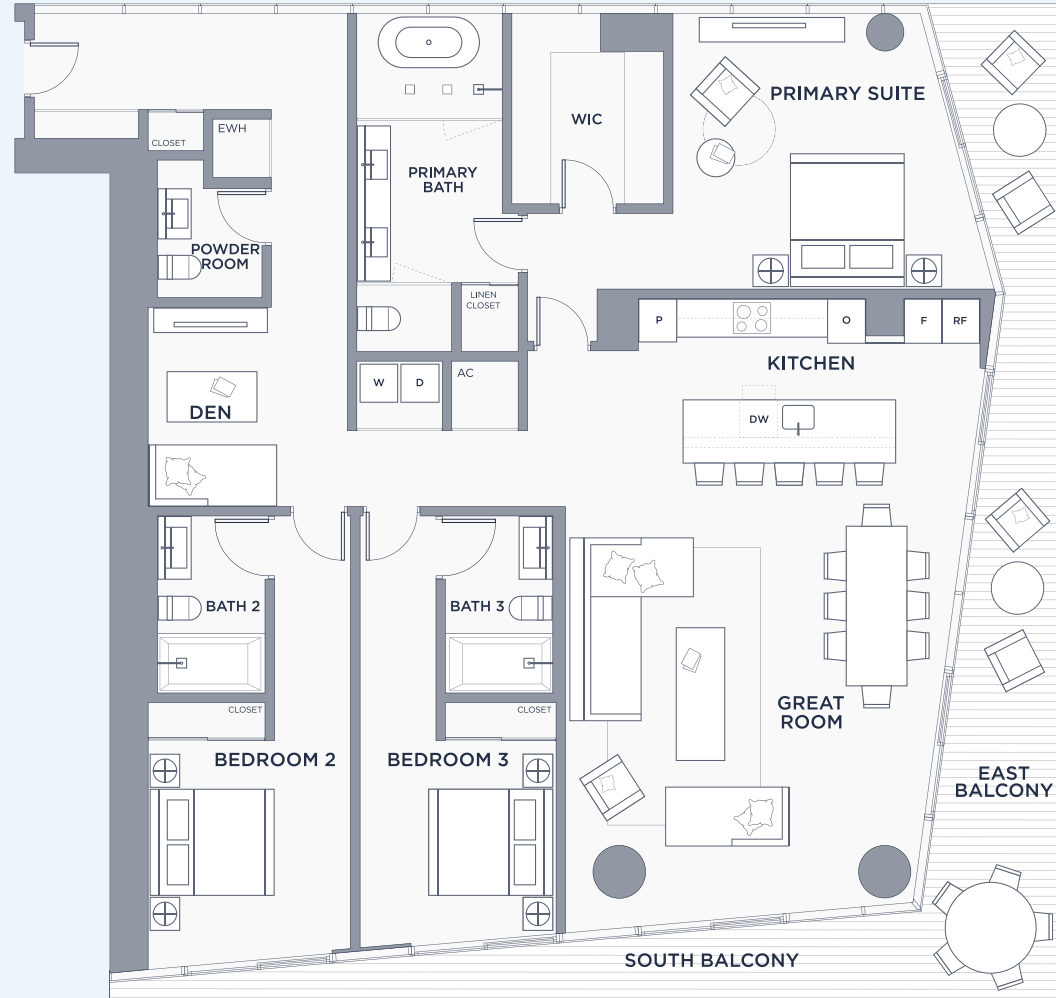 PRIMARY SUITE
WIC
EWH
CLOSET
PRIMARY
BATH
POWDER
ROOM
LINEN
CLOSET
P
O
F
RF
KITCHEN
W
D
AC
DEN
DW
BATH 2
BATH 3
CLOSET
CLOSET
GREAT
ROOM
BEDROOM 2
BEDROOM 3
EAST
BALCONY
SOUTH BALCONY